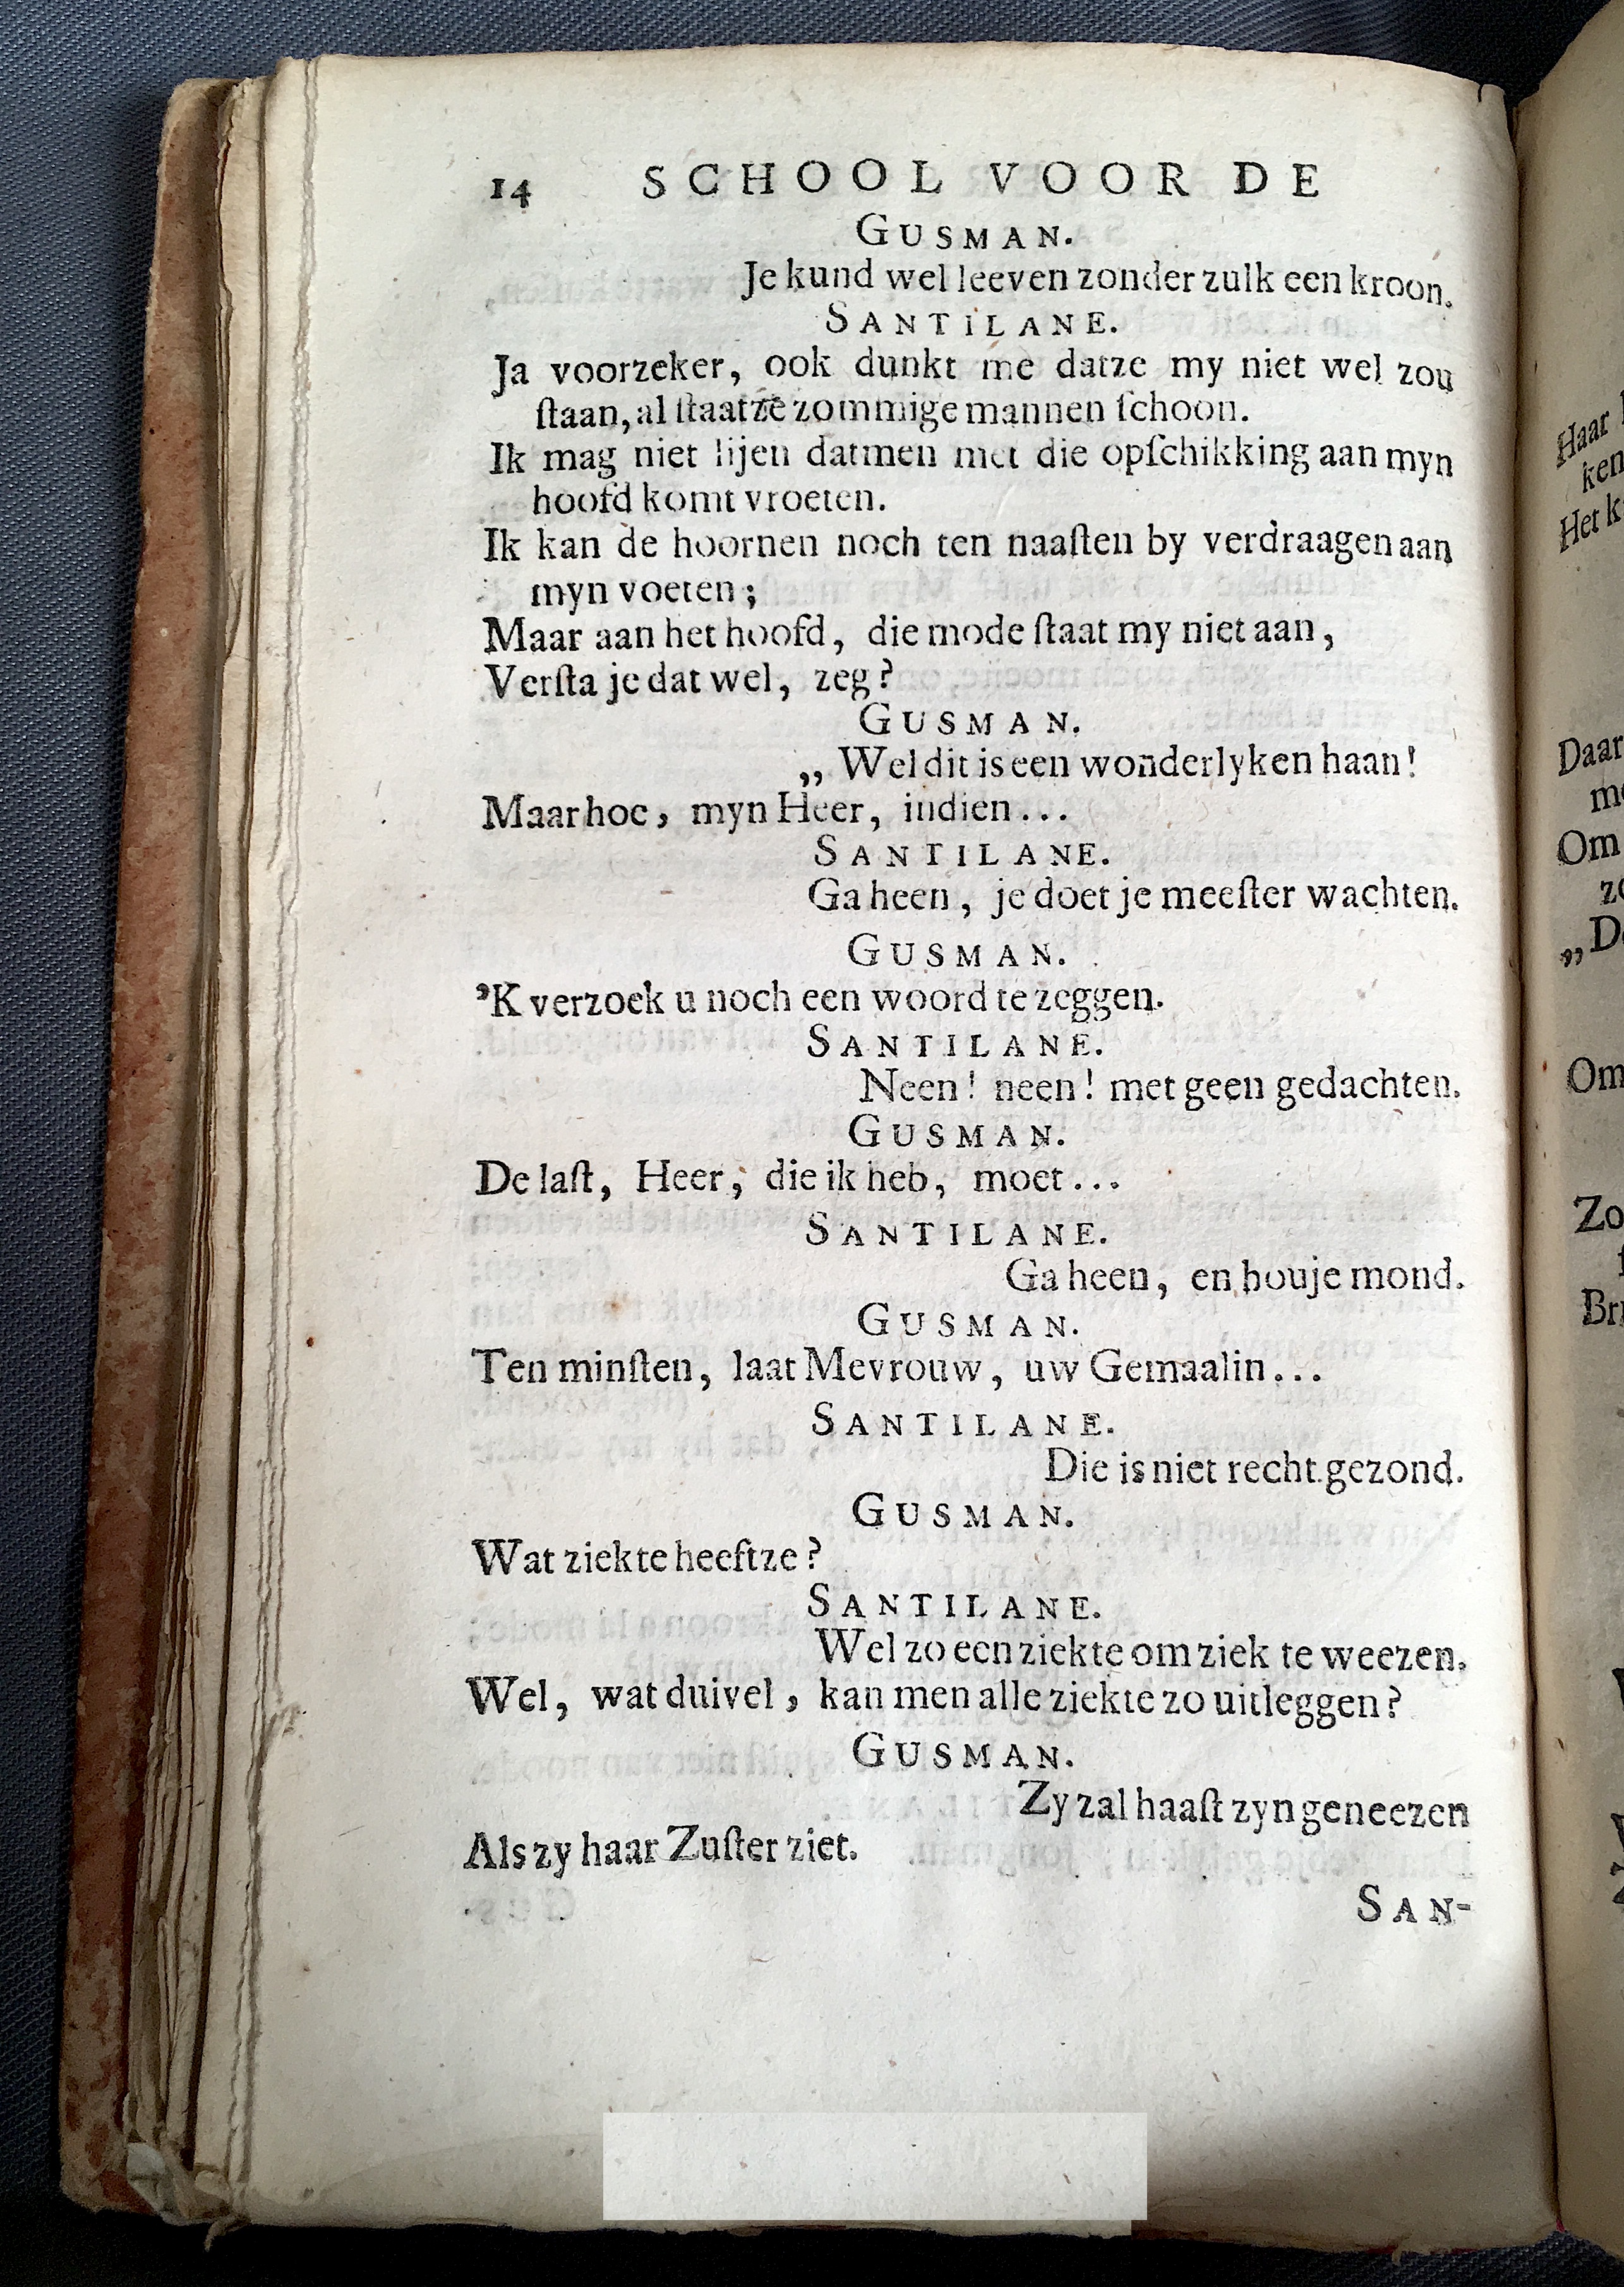 14 SCHOOL VOOR DE
GUSMAN.
Je kund wel leeven zonder zulk een kroon.
SANTILANE.
Ja voorzeker, ook dunkt me datze my niet wel zou
ſtaan, al ſtaatze zommige mannen ſchoon.
Ik mag niet lijen datmen met die opſchikking aan myn
hoofd komt vroeten.
Ik kan de hoornen noch ten naaſten by verdraagen aan
myn voeten;
Maar aan het hoofd, die mode ſtaat my niet aan,
Verſta je dat wel, zeg?
GUSMAN.
„ Wel dit is een wonderlyken haan!
Maar hoe, myn Heer, indien...
SANTILANE.
Ga heen, je doet je meeſter wachten.
GUSMAN.
'K verzoek u noch een woord te zeggen.
SANTILANE.
Neen! neen! met geen gedachten.
GUSMAN.
De laſt, Heer, die ik heb, moet...
SANTILANE.
Ga heen, en houje mond.
GUSMAN.
Ten minſten, laat Mevrouw, uw Gemaalin...
SANTILANE.
Die is niet recht gezond.
GUSMAN.
Wat ziekte heeftze?
SANTILANE.
Wel zo een ziekte om ziek te weezen.
Wel, wat duivel, kan men alle ziekte zo uitleggen?
GUSMAN.
Zy zal haaſt zyn geneezen
Als zy haar Zuſter ziet.
SAN-
Haar
ken
Het k
Daar
Om
„ D
Om
Zo